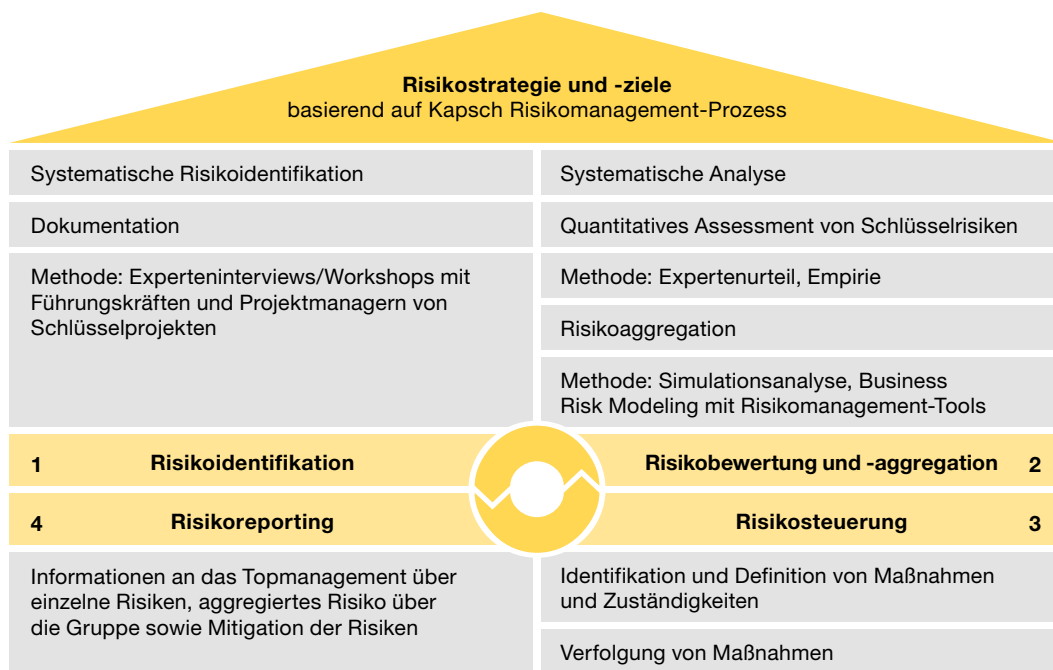 Risikostrategie und -ziele
basierend auf Kapsch Risikomanagement-Prozess
Systematische Risikoidentifikation
Dokumentation
Methode: Experteninterviews/Workshops mit
Führungskräften und Projektmanagern von
Schlüsselprojekten
Systematische Analyse
Quantitatives Assessment von Schlüsselrisiken
Methode: Expertenurteil, Empirie
Risikoaggregation
Methode: Simulationsanalyse, Business
Risk Modeling mit Risikomanagement-Tools
1 Risikoidentifikation
Risikobewertung und -aggregation 2
4 Risikoreporting
Risikosteuerung 3
Informationen an das Topmanagement über
einzelne Risiken, aggregiertes Risiko über
die Gruppe sowie Mitigation der Risiken
Identifikation und Definition von Maßnahmen
und Zuständigkeiten
Verfolgung von Maßnahmen